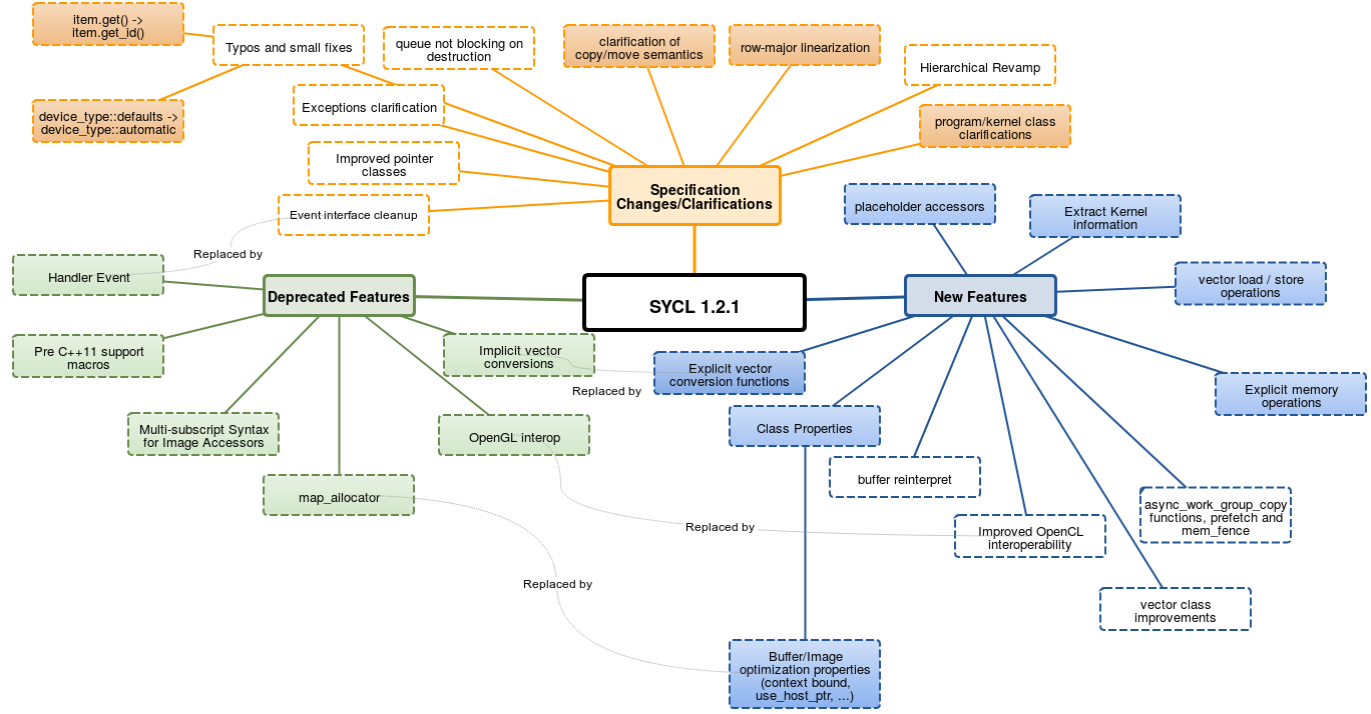 item.get() ->
item.get_id()
Typos and small fixes
device_type::defaults ->
device_type::automatic
queue not blocking on
destruction
clarification of
copy/move semantics
row-major linearization
Hierarchical Revamp
program/kernel class
clarifications
Exceptions clarification
Improved pointer
classes
Event interface cleanup
Specification
Changes/Clarifications
Replaced by
Handler Event
Deprecated Features
SYCL 1.2.1
New Features
placeholder accessors
Extract Kernel
information
vector load / store
operations
Pre C++11 support
macros
Implicit vector
conversions
Replaced by
Explicit vector
conversion functions
Explicit memory
operations
Multi-subscript Syntax
for Image Accessors
OpenGL interop
Class Properties
map_allocator
buffer reinterpret
async_work_group_copy
functions, prefetch and
mem_fence
Replaced by
Improved OpenCL
interoperability
Replaced by
vector class
improvements
Buffer/Image
optimization properties
(context bound,
use_host_ptr, ...)